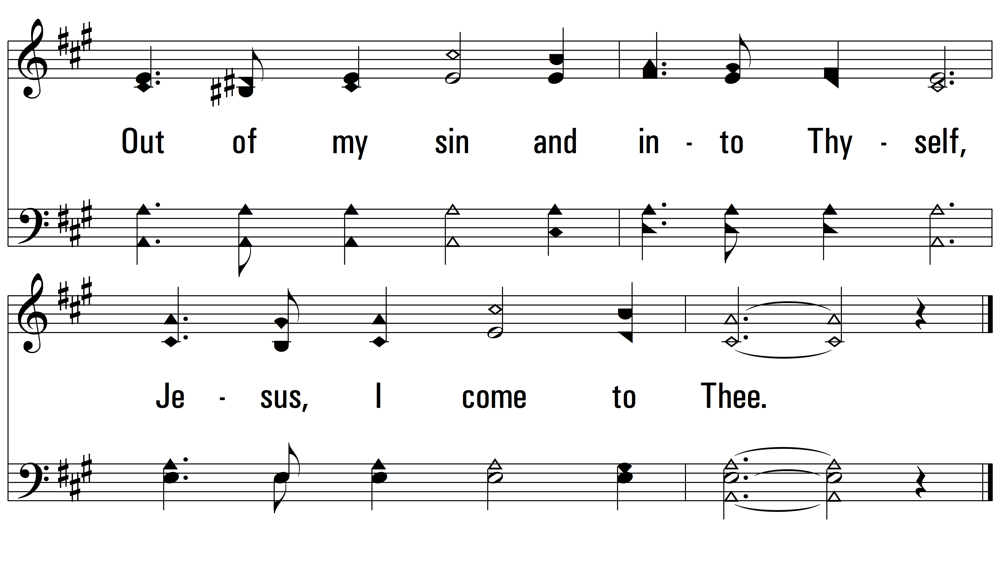 Out of my sin and in - to Thy - self,
Je - sus, I come to Thee.